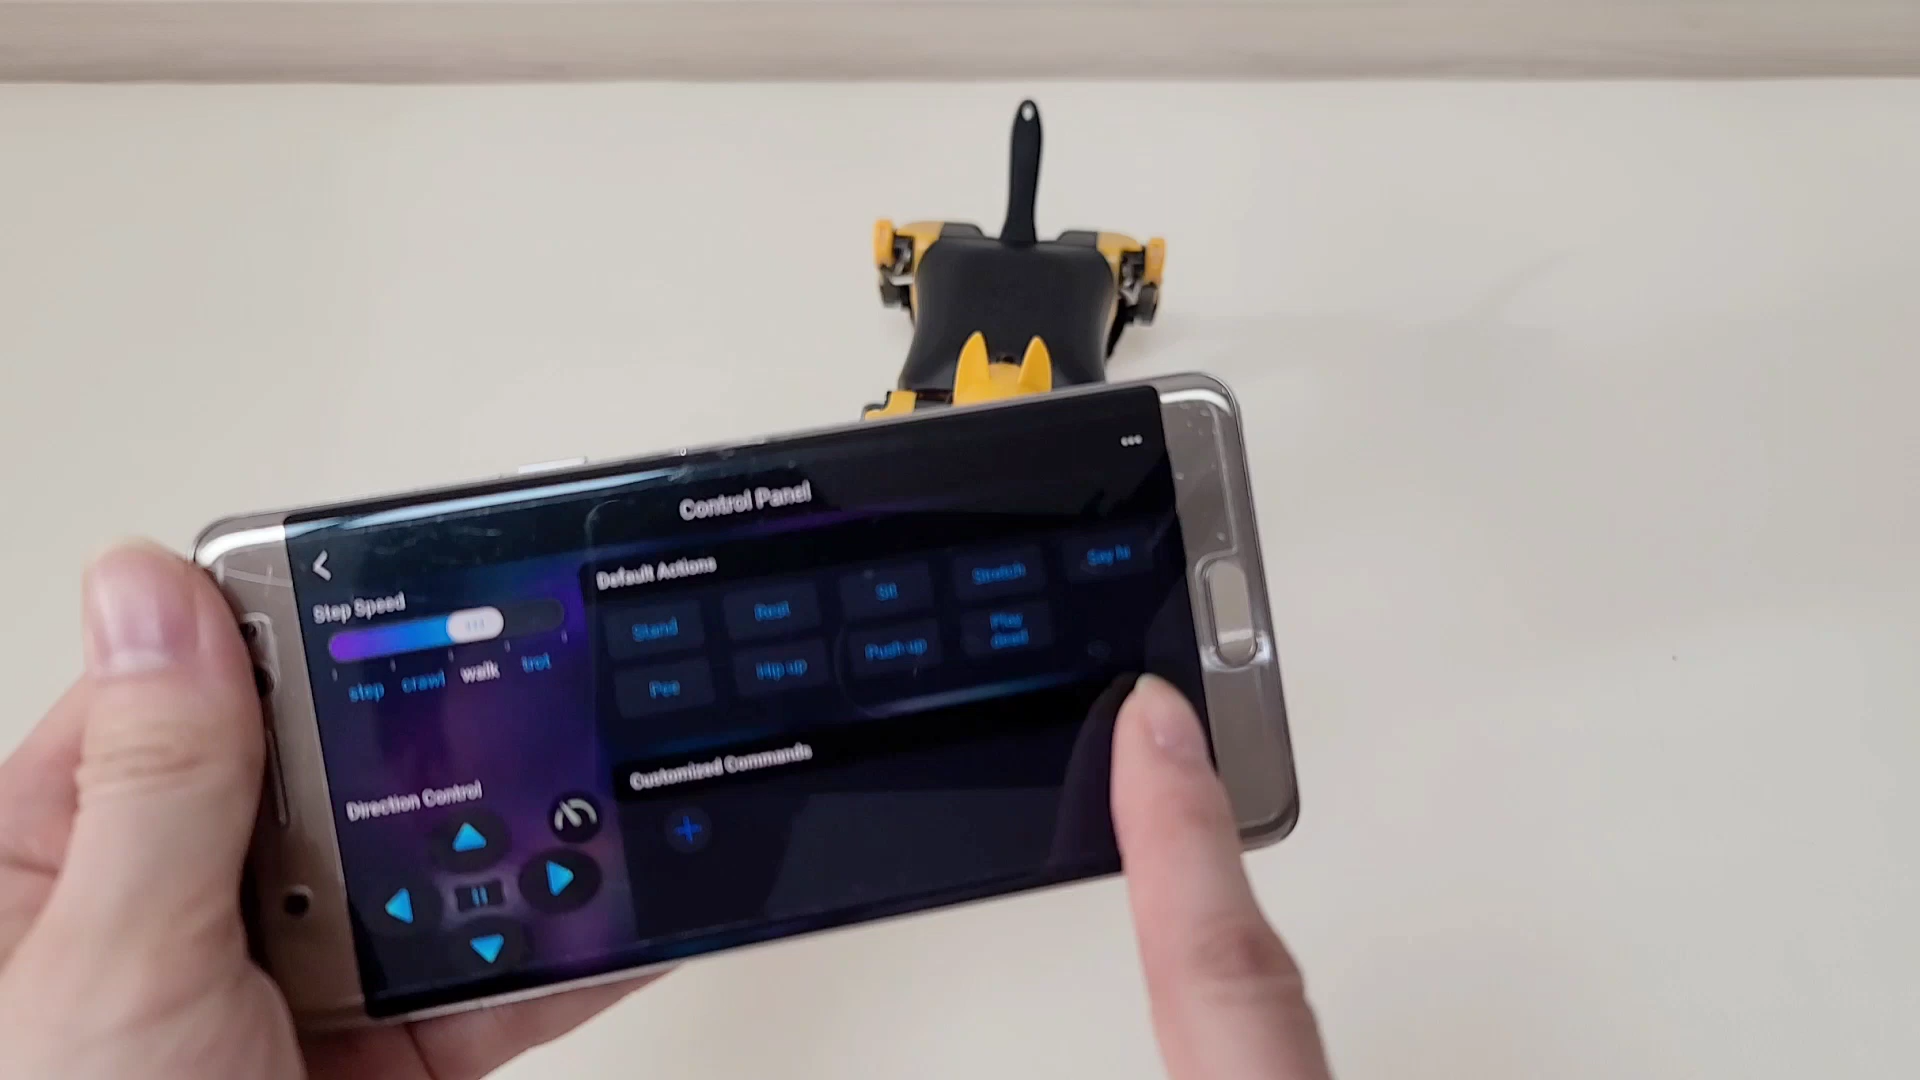 Control Panel
Step Speed
step crawl walk trot
Default Actions
Stand Rest Sit Stretch Say hi
Pee Hip up Push up Play dead
Customized Commands
Direction Control